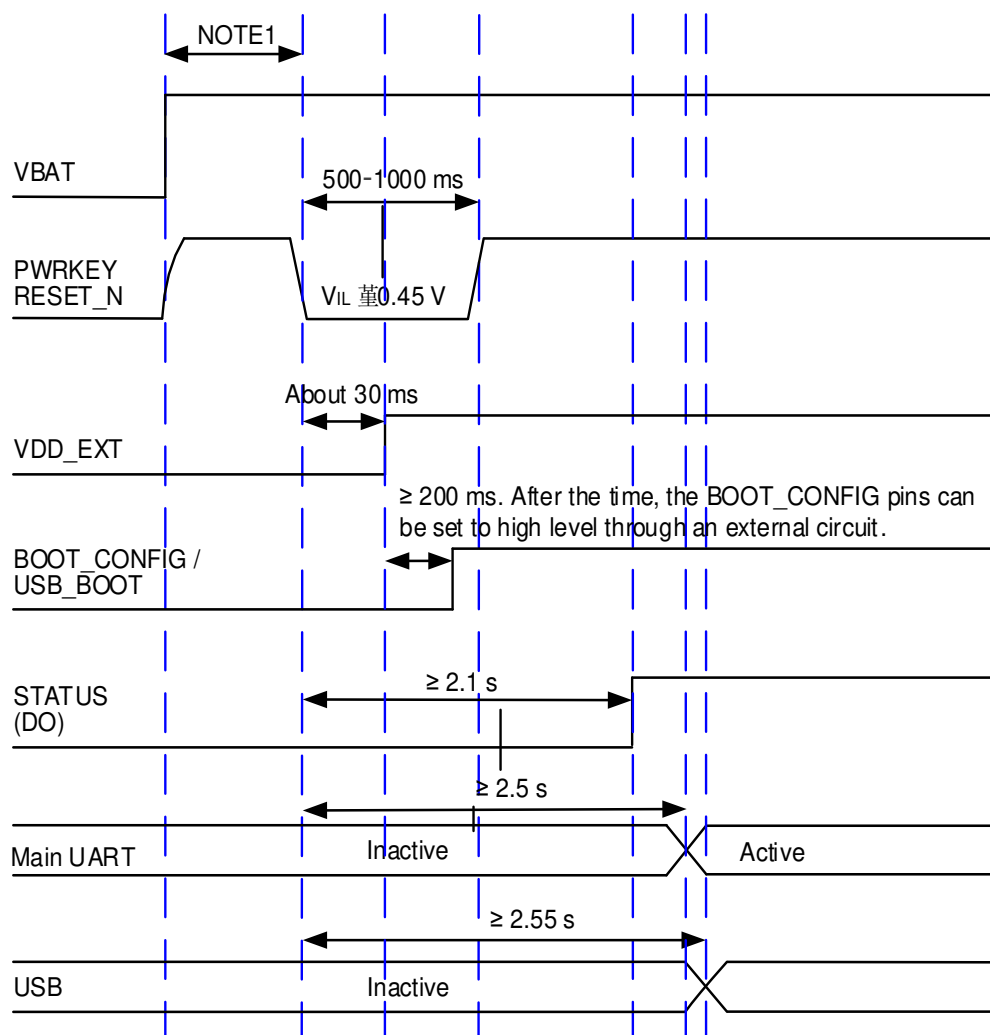 NOTE1
VBAT
500-1000 ms
PWRKEY
RESET_N
VIL 堇0.45 V
About 30 ms
VDD_EXT
≥ 200 ms. After the time, the BOOT_CONFIG pins can
be set to high level through an external circuit.
BOOT_CONFIG /
USB_BOOT
STATUS
(DO)
≥ 2.1 s
≥ 2.5 s
Main UART
Inactive
Active
≥ 2.55 s
USB
Inactive